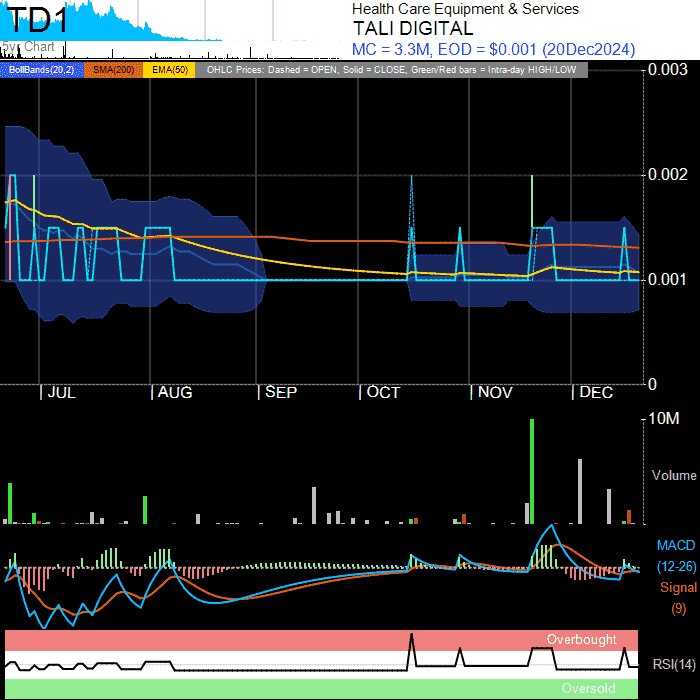 TD1
5yr Chart
Health Care Equipment & Services
TALI DIGITAL
MC = 3.3M, EOD = $0.001 (20Dec2024)
BollBands(20,2) SMA(200) EMA(50) OHLC Prices: Dashed = OPEN, Solid = CLOSE, Green/Red bars = Intra-day HIGH/LOW
0.003
0.002
0.001
0
JUL AUG SEP OCT NOV DEC
10M
Volume
MACD
(12-26)
Signal
(9)
Overbought
RSI(14)
Oversold